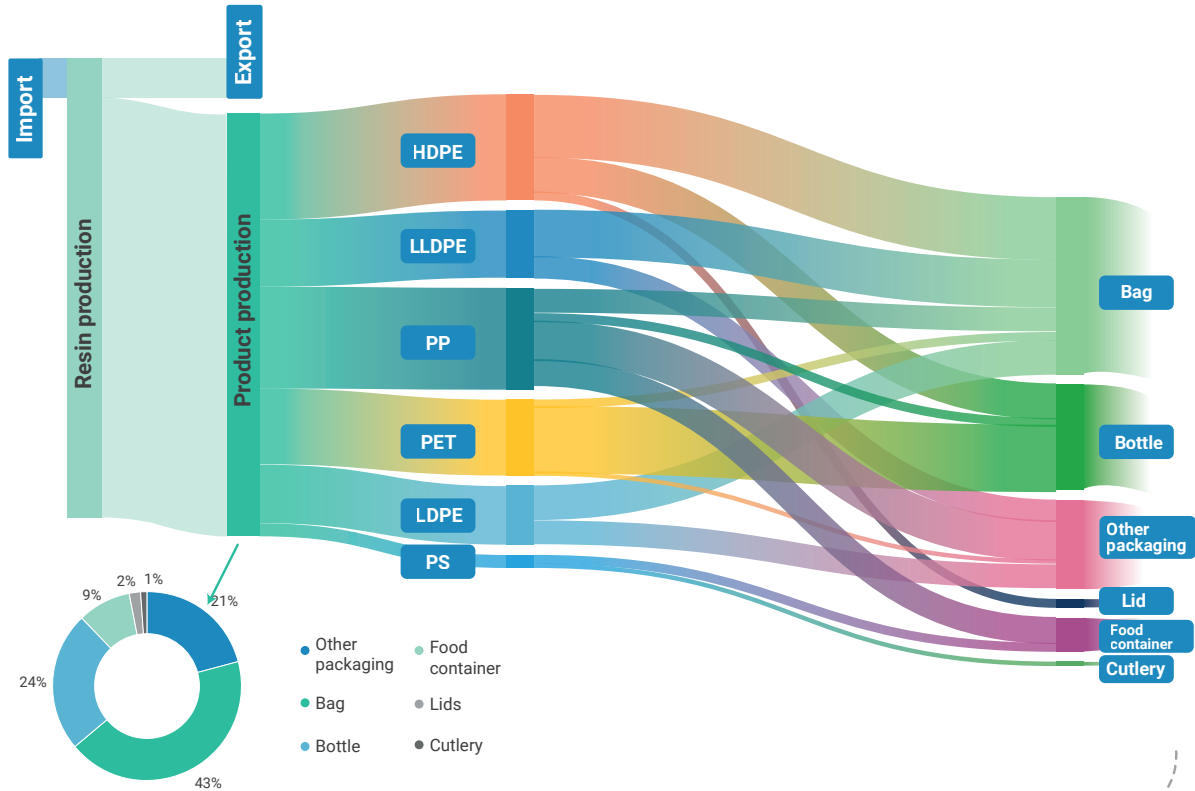 Import
Resin production
Export
Product production
HDPE
LLDPE
PP
PET
LDPE
PS
Bag
Bottle
Other
packaging
Lid
Food
container
Cutlery
1%
2%
9%
21%
24%
43%
Other
packaging
Bag
Bottle
Food
container
Lids
Cutlery